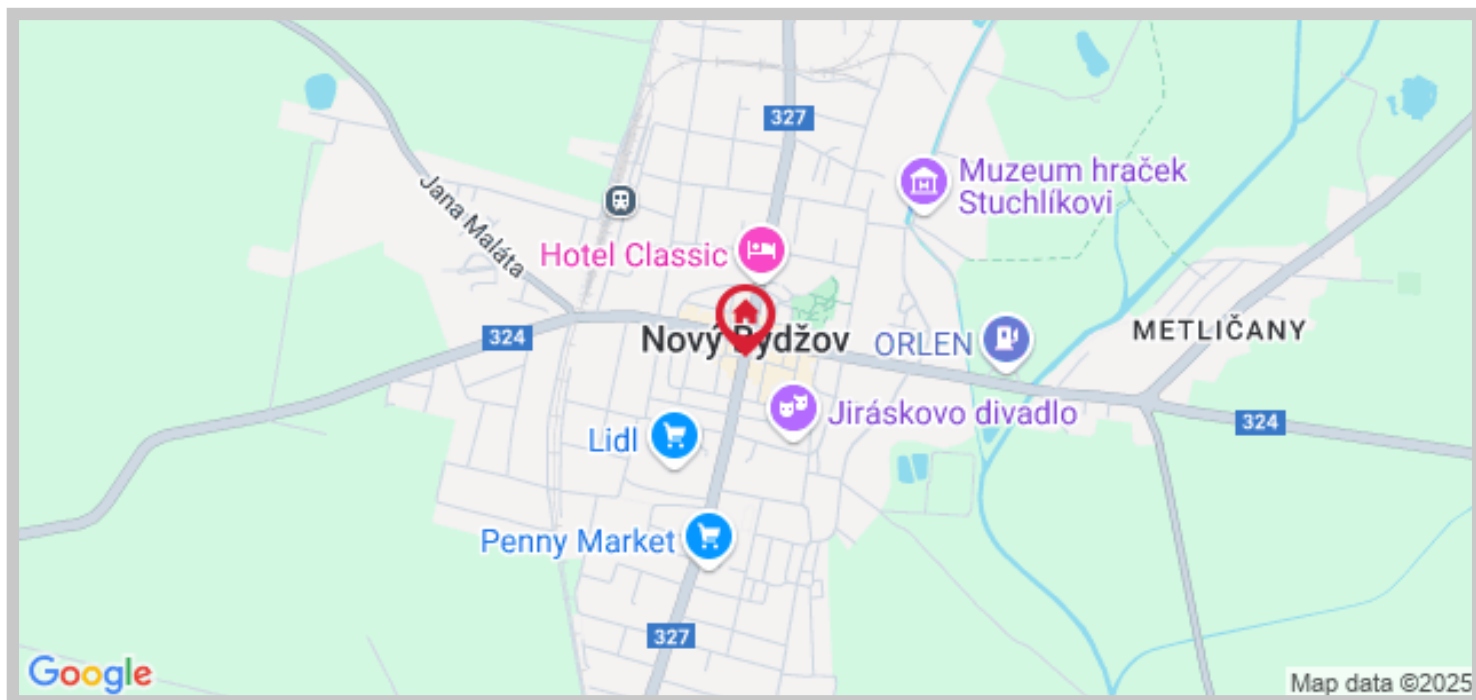 327
Muzeum hraček
Stuchlíkovi
Jana Maláta
Hotel Classic
324
Nový Bydžov
ORLEN
METLIČANY
Jiráskovo divadlo
324
Lidl
Penny Market
327
Google
Map data ©2025